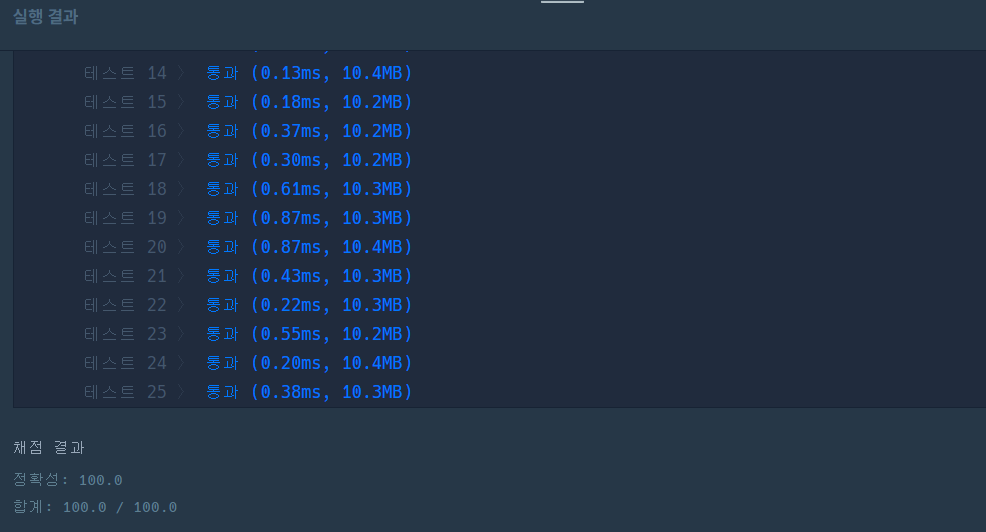 실행 결과
테스트 14 〉 통과 (0.13ms, 10.4MB)
테스트 15 〉 통과 (0.18ms, 10.2MB)
테스트 16 〉 통과 (0.37ms, 10.2MB)
테스트 17 〉 통과 (0.30ms, 10.2MB)
테스트 18 〉 통과 (0.61ms, 10.3MB)
테스트 19 〉 통과 (0.87ms, 10.3MB)
테스트 20 〉 통과 (0.87ms, 10.4MB)
테스트 21 〉 통과 (0.43ms, 10.3MB)
테스트 22 〉 통과 (0.22ms, 10.3MB)
테스트 23 〉 통과 (0.55ms, 10.2MB)
테스트 24 〉 통과 (0.20ms, 10.4MB)
테스트 25 〉 통과 (0.38ms, 10.3MB)
채점 결과
정확성: 100.0
합계: 100.0 / 100.0